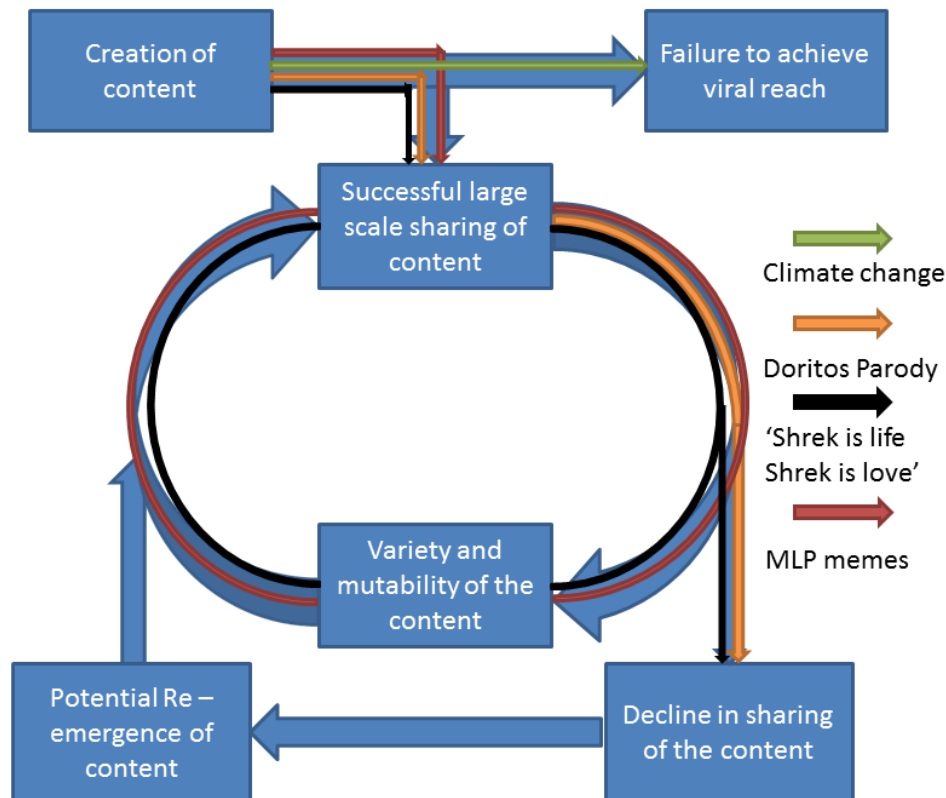 Creation of
content
Failure to achieve
viral reach
Successful large
scale sharing of
content
Climate change
Doritos Parody
‘Shrek is life
Shrek is love’
MLP memes
Variety and
mutability of the
content
Potential Re –
emergence of
content
Decline in sharing
of the content